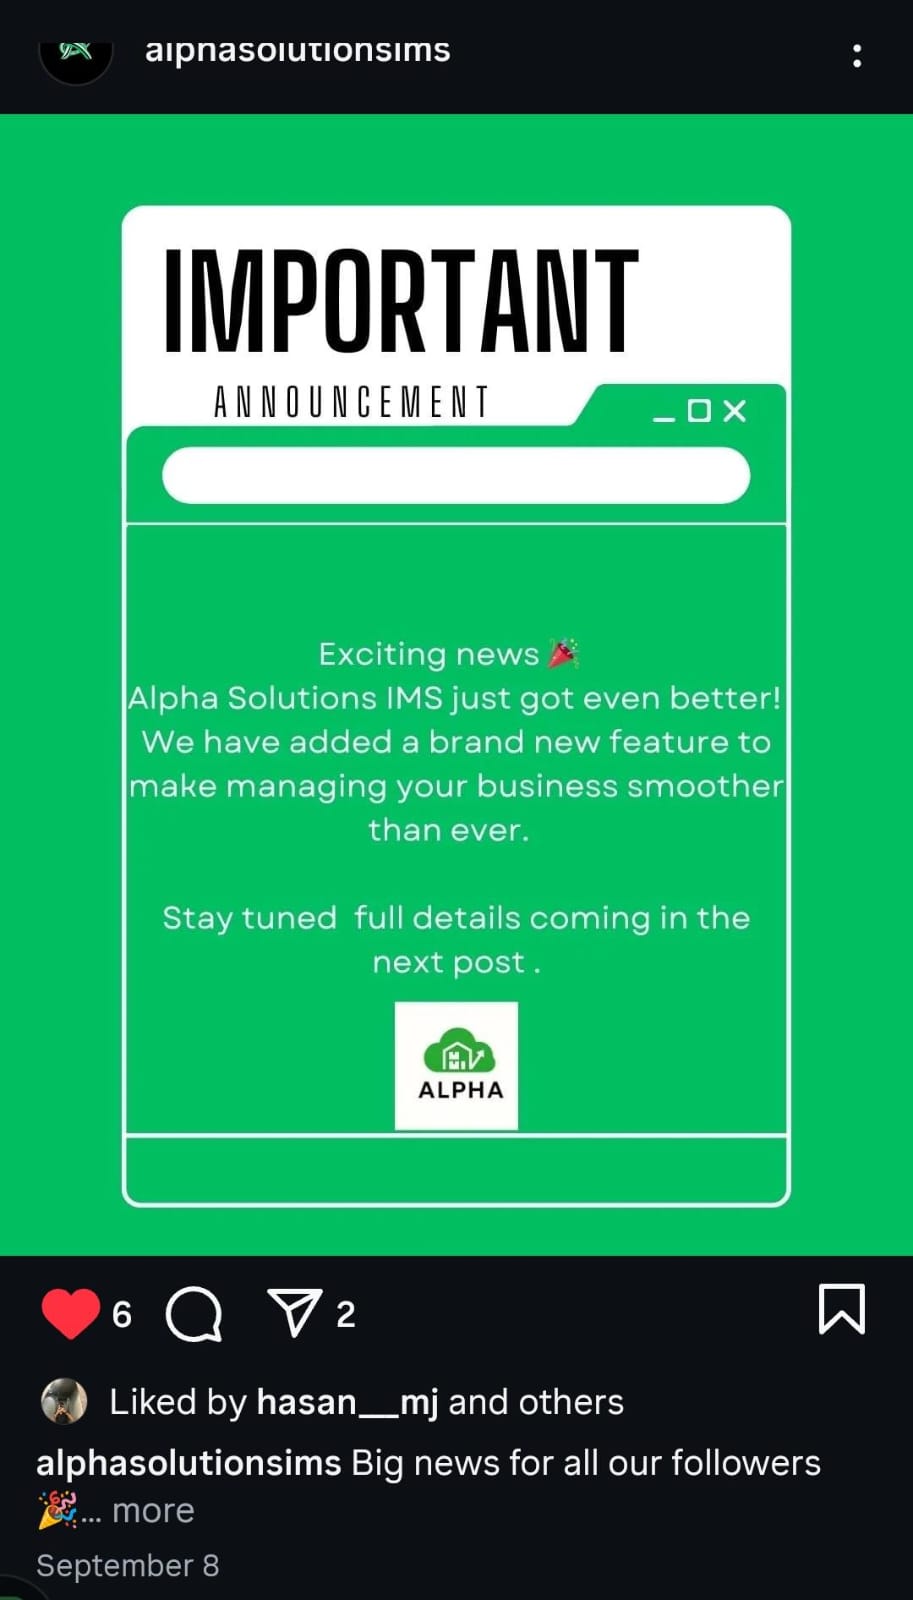 alphasolutionsims
IMPORTANT
ANNOUNCEMENT
Exciting news 🎉
Alpha Solutions IMS just got even better!
We have added a brand new feature to
make managing your business smoother
than ever.
Stay tuned  full details coming in the
next post .
ALPHA
6
2
Liked by hasan__mj and others
alphasolutionsims Big news for all our followers
🎉... more
September 8